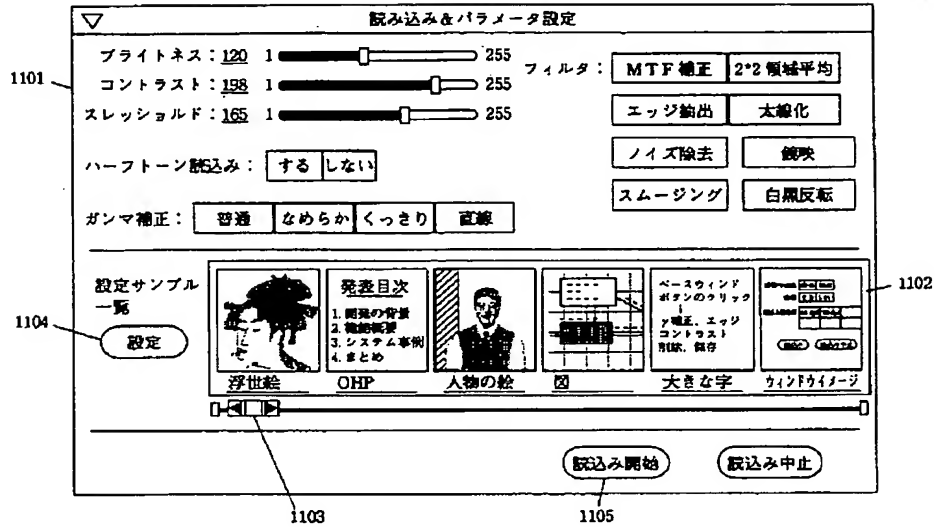 読み込み&パラメータ設定
ブライトネス：120 1 255
コントラスト：198 1 255
スレッショルド：165 1 255
フィルタ：
MTF補正 2*2領域平均
エッジ抽出 太線化
ノイズ除去 鏡映
スムージング 白黒反転
ハーフトーン読込み： する しない
ガンマ補正： 普通 なめらか くっきり 直線
設定サンプル
一覧
設定
浮世絵
発表目次
1. 開発の背景
2. 機能概要
3. システム事例
4. まとめ
OHP
人物の絵
図
ベースウィンド
ボタンのクリック
γ補正、エッジ
コントラスト
削除、保存
大きな字
ウィンドウイメージ
読込み開始 読込み中止
1101
1102
1103
1104
1105